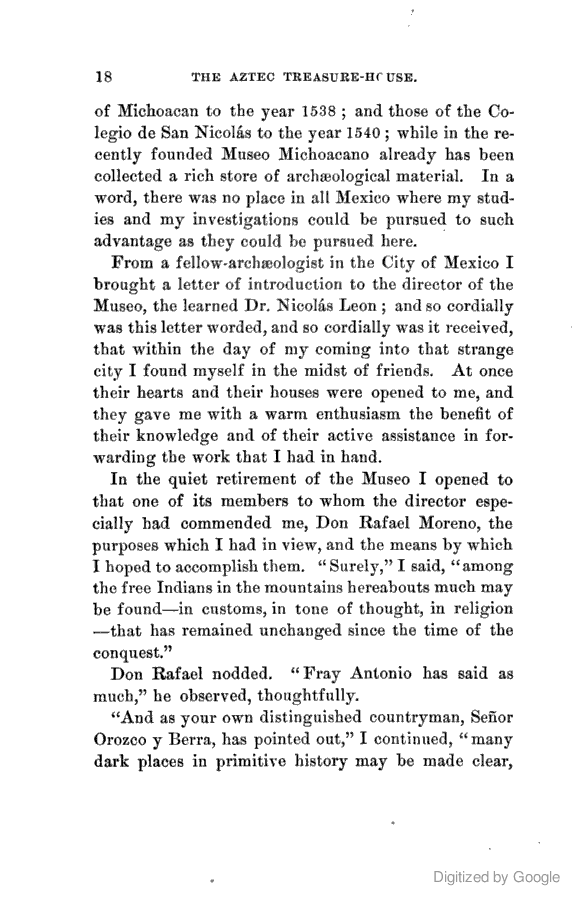 18 THE AZTEC TREASURE-HOUSE.
of Michoacan to the year 1538 ; and those of the Co-
legio de San Nicolás to the year 1540 ; while in the re-
cently founded Museo Michoacano already has been
collected a rich store of archæological material. In a
word, there was no place in all Mexico where my stud-
ies and my investigations could be pursued to such
advantage as they could be pursued here.
From a fellow-archæologist in the City of Mexico I
brought a letter of introduction to the director of the
Museo, the learned Dr. Nicolás Leon ; and so cordially
was this letter worded, and so cordially was it received,
that within the day of my coming into that strange
city I found myself in the midst of friends. At once
their hearts and their houses were opened to me, and
they gave me with a warm enthusiasm the benefit of
their knowledge and of their active assistance in for-
warding the work that I had in hand.
In the quiet retirement of the Museo I opened to
that one of its members to whom the director espe-
cially had commended me, Don Rafael Moreno, the
purposes which I had in view, and the means by which
I hoped to accomplish them. “Surely,” I said, “among
the free Indians in the mountains hereabouts much may
be found—in customs, in tone of thought, in religion
—that has remained unchanged since the time of the
conquest.”
Don Rafael nodded. “Fray Antonio has said as
much,” he observed, thoughtfully.
“And as your own distinguished countryman, Señor
Orozco y Berra, has pointed out,” I continued, “many
dark places in primitive history may be made clear,
Digitized by Google